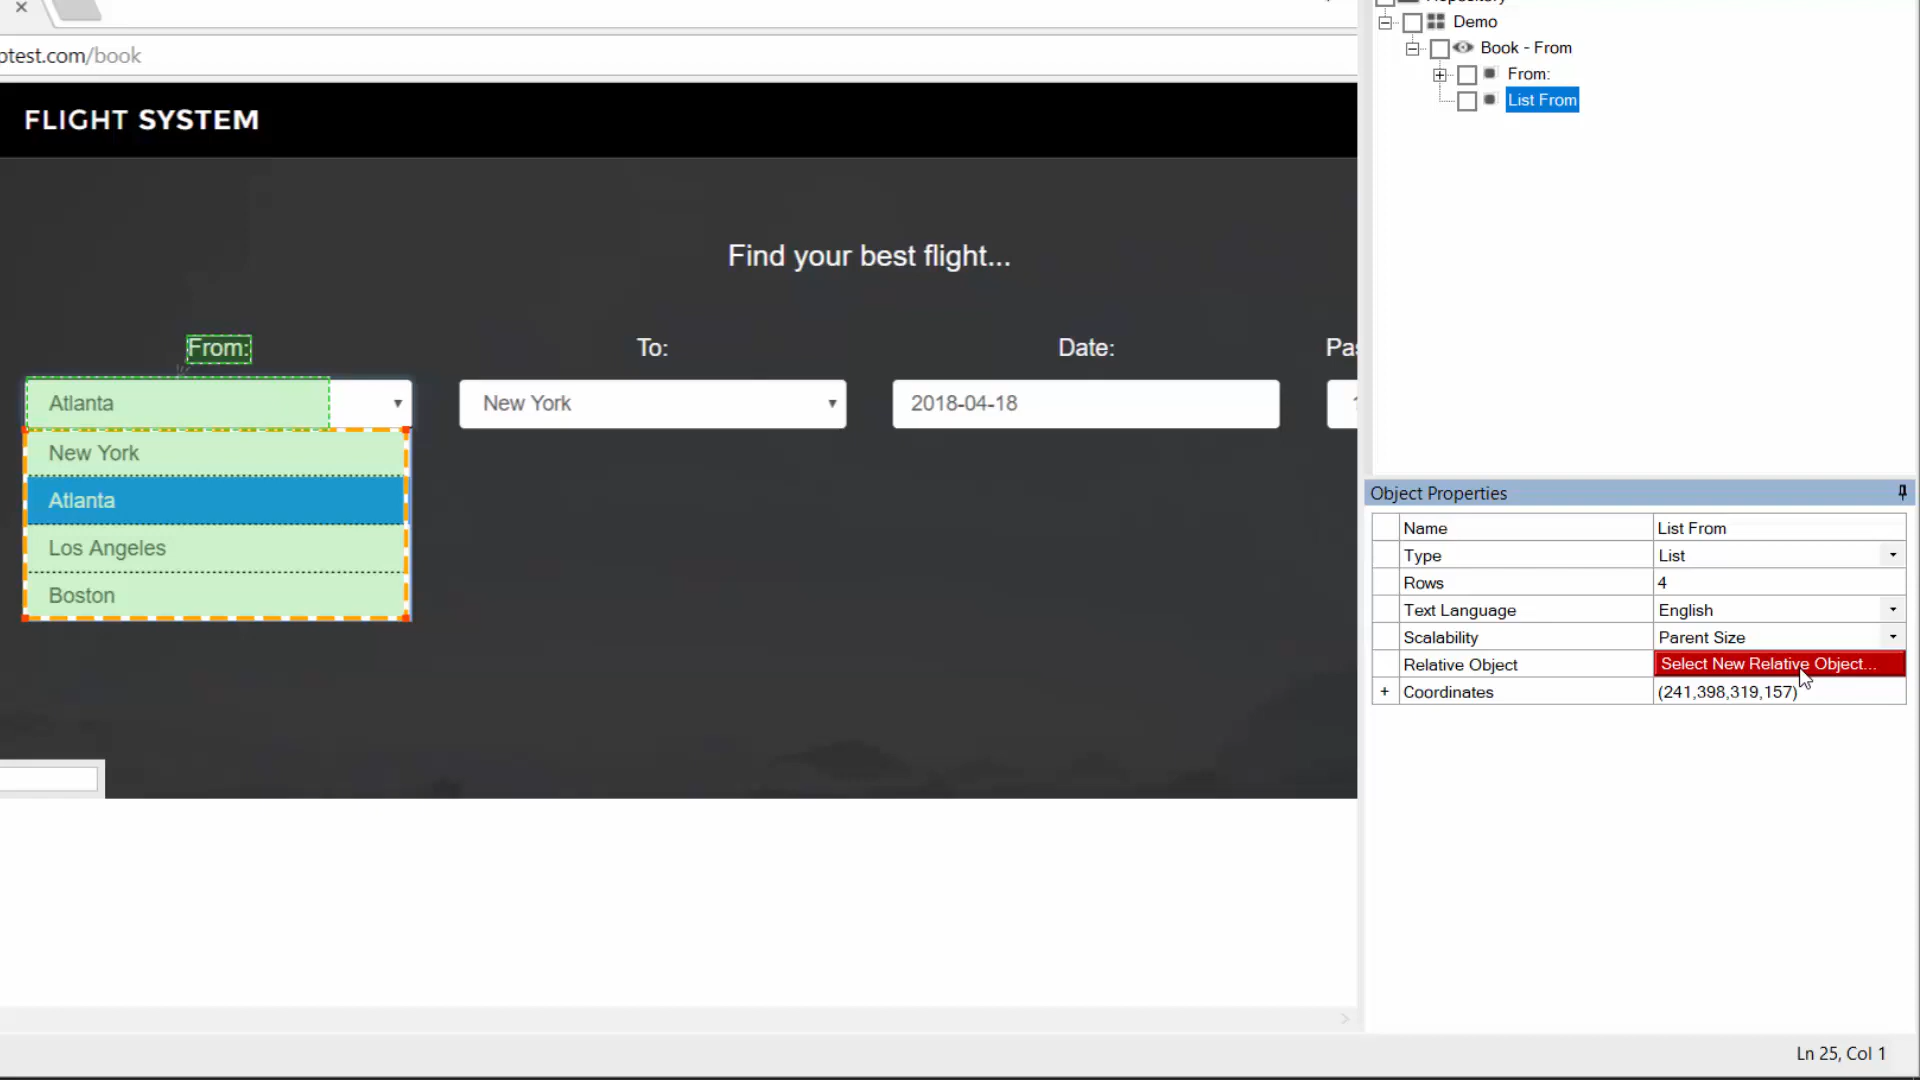 Repository
ptest.com/book
Demo
Book - From
From:
List From
FLIGHT SYSTEM
Find your best flight...
From:
To:
Date:
Pas
Atlanta
New York
2018-04-18
New York
Atlanta
Los Angeles
Boston
Object Properties
Name List From
Type List
Rows 4
Text Language English
Scalability Parent Size
Relative Object Select New Relative Object...
Coordinates (241,398,319,157)
Ln 25, Col 1